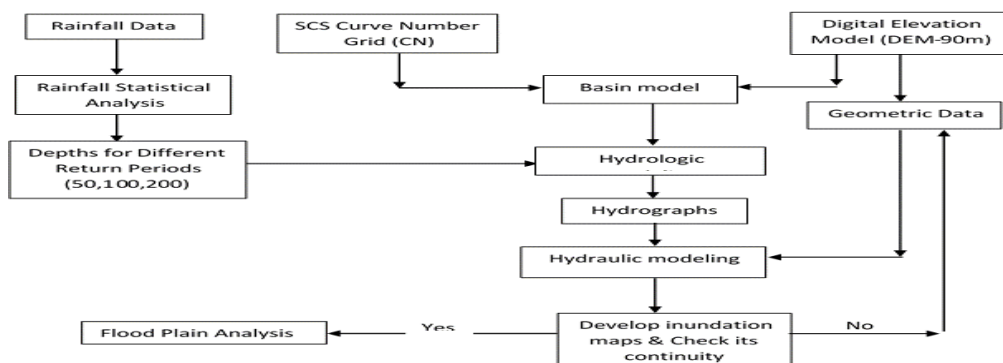 Rainfall Data
SCS Curve Number
Grid (CN)
Digital Elevation
Model (DEM-90m)
Rainfall Statistical
Analysis
Basin model
Geometric Data
Depths for Different
Return Periods
(50,100,200)
Hydrologic
Hydrographs
Hydraulic modeling
Flood Plain Analysis
Yes
Develop inundation
maps & Check its
continuity
No